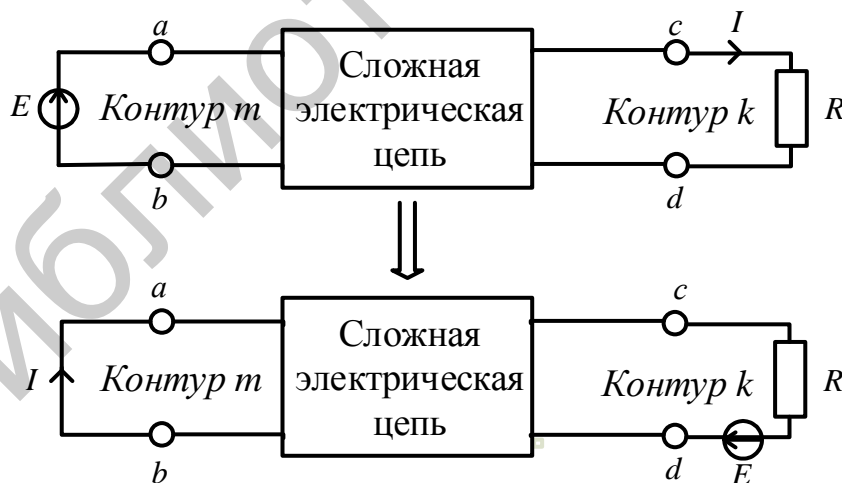 a
c
I
E
Контур m
Сложная
электрическая
цепь
Контур k
R
b
d
a
c
I
Контур m
Сложная
электрическая
цепь
Контур k
R
b
d
E